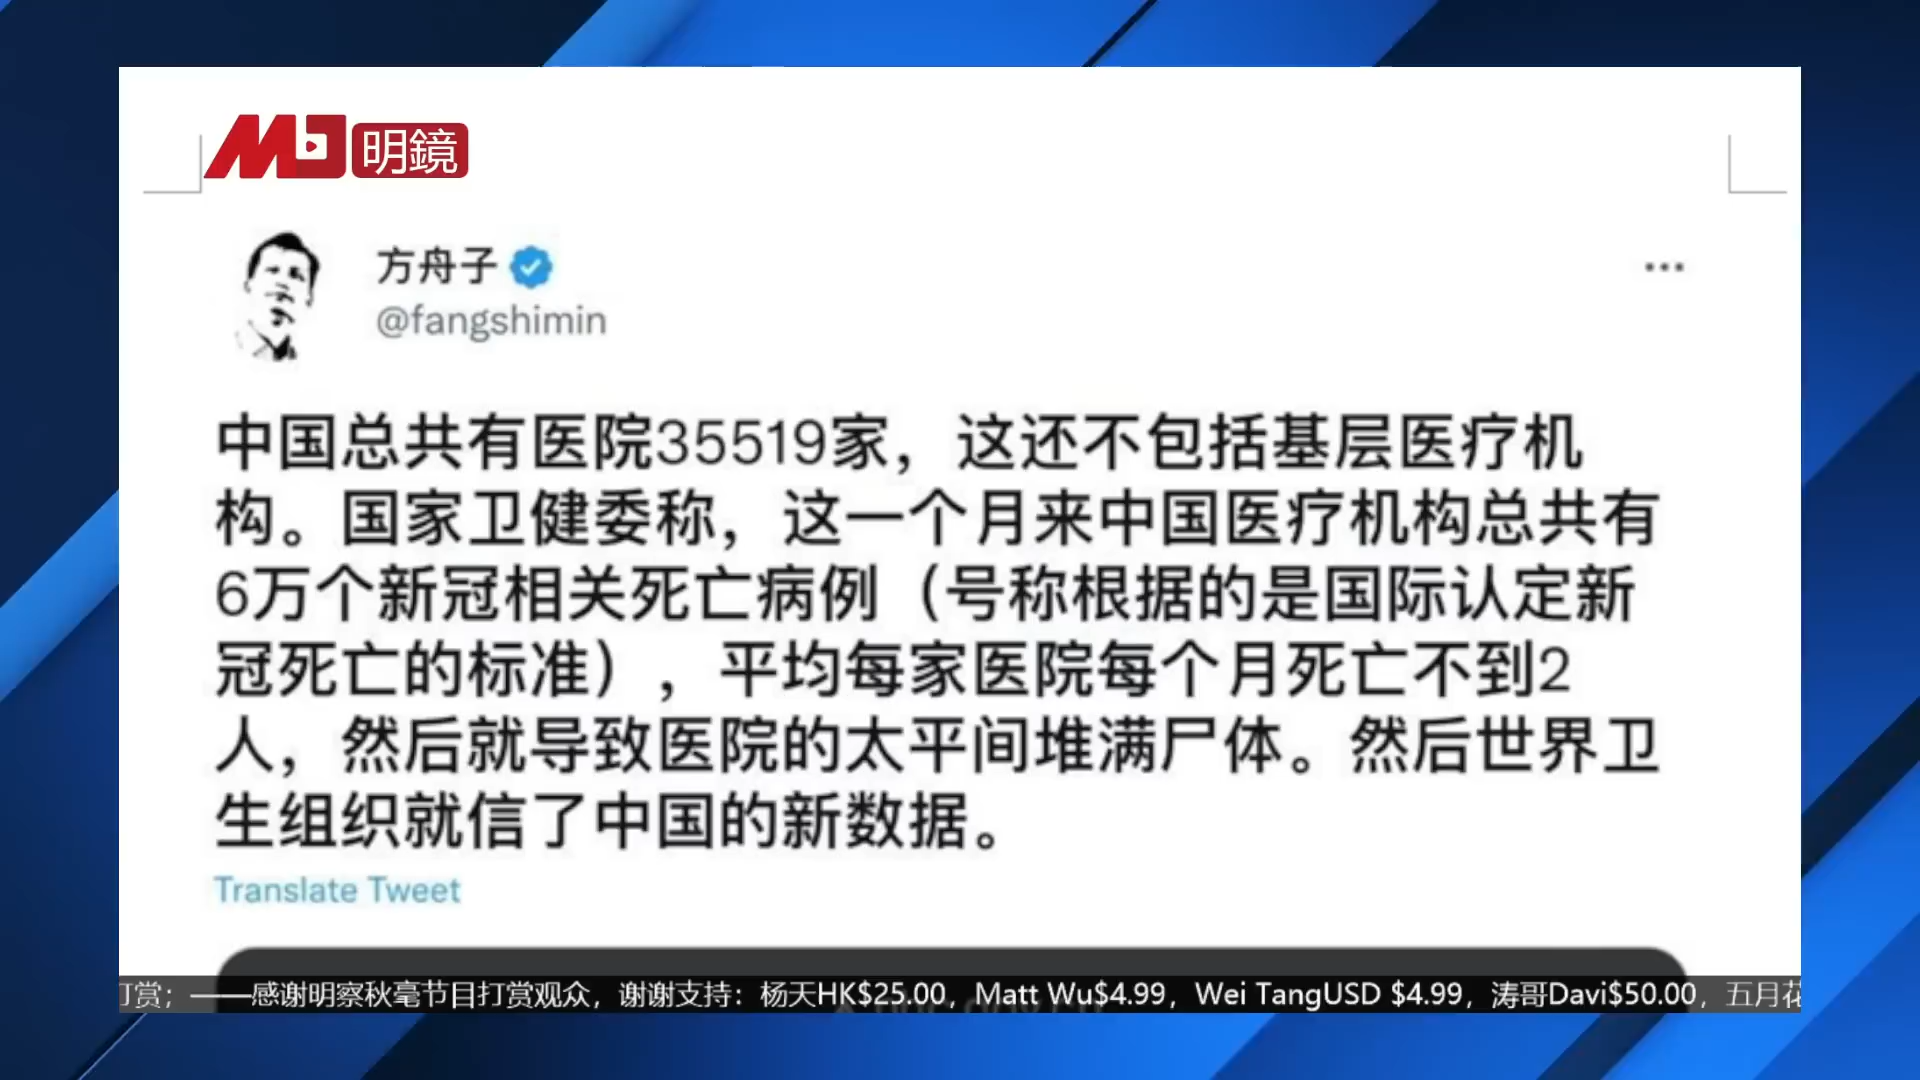 明鏡
方舟子
@fangshimin
中国总共有医院35519家，这还不包括基层医疗机
构。国家卫健委称，这一个月来中国医疗机构总共有
6万个新冠相关死亡病例（号称根据的是国际认定新
冠死亡的标准），平均每家医院每个月死亡不到2
人，然后就导致医院的太平间堆满尸体。然后世界卫
生组织就信了中国的新数据。
Translate Tweet
打赏；——感谢明察秋毫节目打赏观众，谢谢支持：杨天HK$25.00，Matt Wu$4.99，Wei TangUSD $4.99，涛哥Davi$50.00，五月花